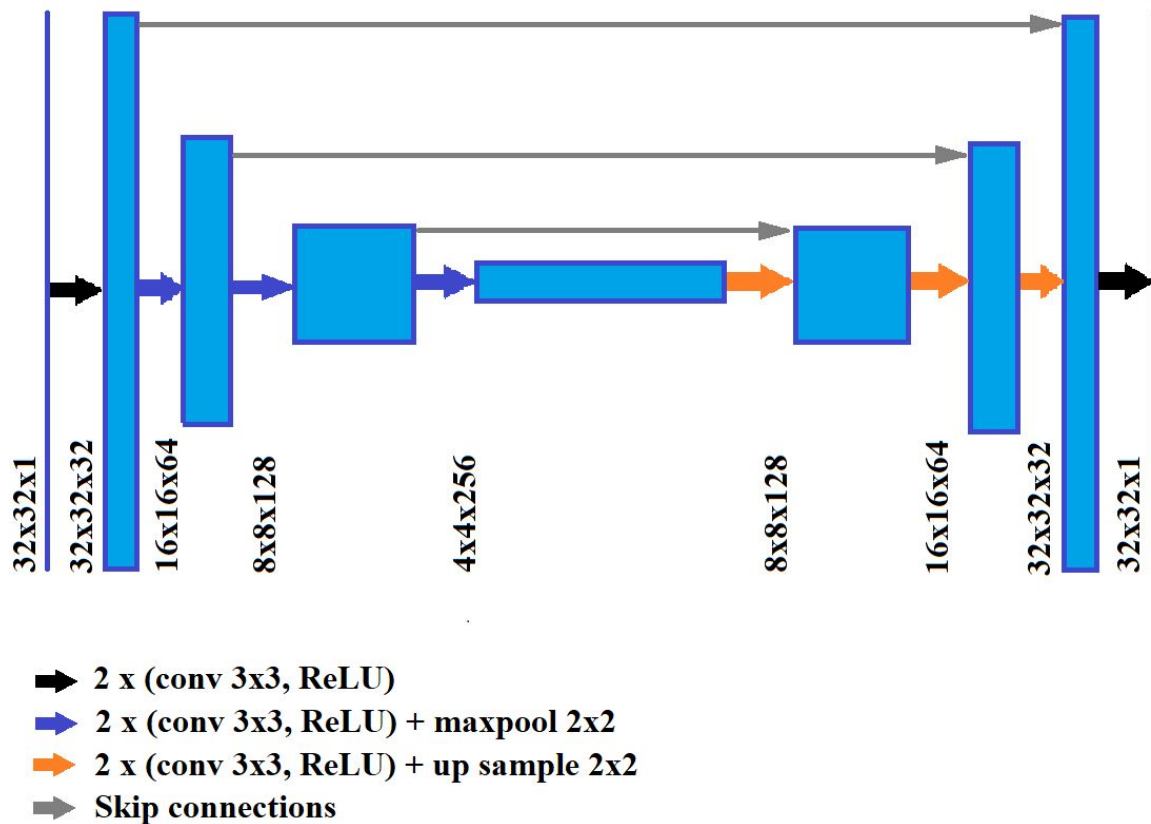 32x32x1
32x32x32
16x16x64
8x8x128
4x4x256
8x8x128
16x16x64
32x32x32
32x32x1
2 x (conv 3x3, ReLU)
2 x (conv 3x3, ReLU) + maxpool 2x2
2 x (conv 3x3, ReLU) + up sample 2x2
Skip connections